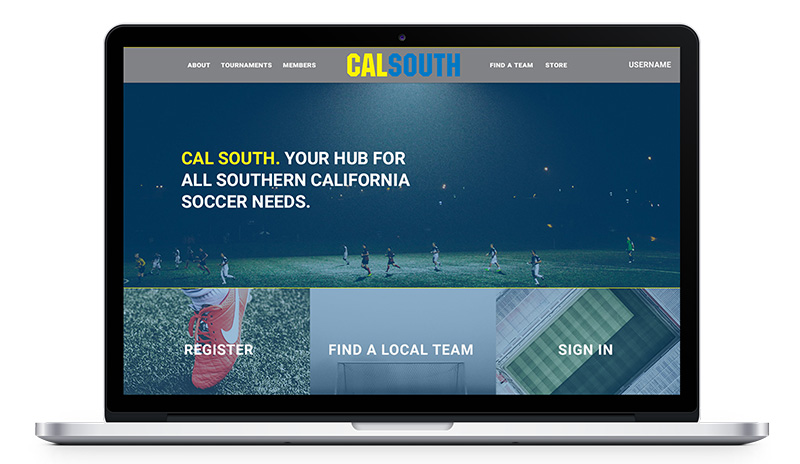 ABOUT TOURNAMENTS MEMBERS CALSOUTH FIND A TEAM STORE USERNAME
CAL SOUTH. YOUR HUB FOR
ALL SOUTHERN CALIFORNIA
SOCCER NEEDS.
REGISTER FIND A LOCAL TEAM SIGN IN